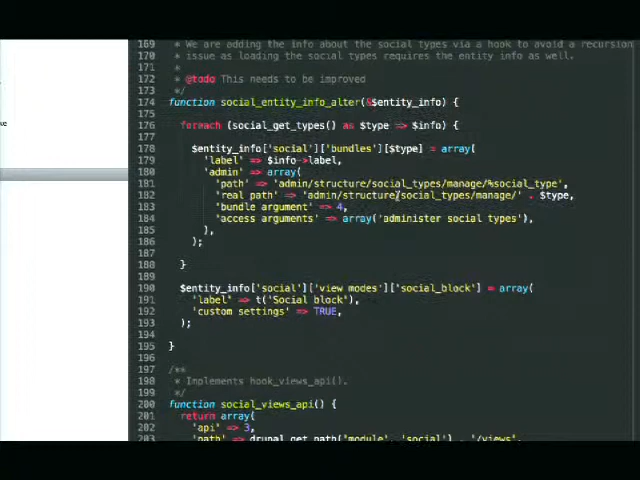 169 * We are adding the info about the social types via a hook to avoid a recursion
170 * issue as loading the social types requires the entity info as well.
171 *
172 * @todo This needs to be improved
173 */
174 function social_entity_info_alter(&$entity_info) {
175
176 foreach (social_get_types() as $type => $info) {
177
178 $entity_info['social']['bundles'][$type] = array(
179 'label' => $info->label,
180 'admin' => array(
181 'path' => 'admin/structure/social_types/manage/%social_type',
182 'real path' => 'admin/structure/social_types/manage/' . $type,
183 'bundle argument' => 4,
184 'access arguments' => array('administer social types'),
185 ),
186 );
187
188 }
189
190 $entity_info['social']['view modes']['social_block'] = array(
191 'label' => t('Social block'),
192 'custom settings' => TRUE,
193 );
194
195 }
196
197 /**
198 * Implements hook_views_api().
199 */
200 function social_views_api() {
201 return array(
202 'api' => 3,
203 'path' => drupal_get_path('module', 'social') . '/views',